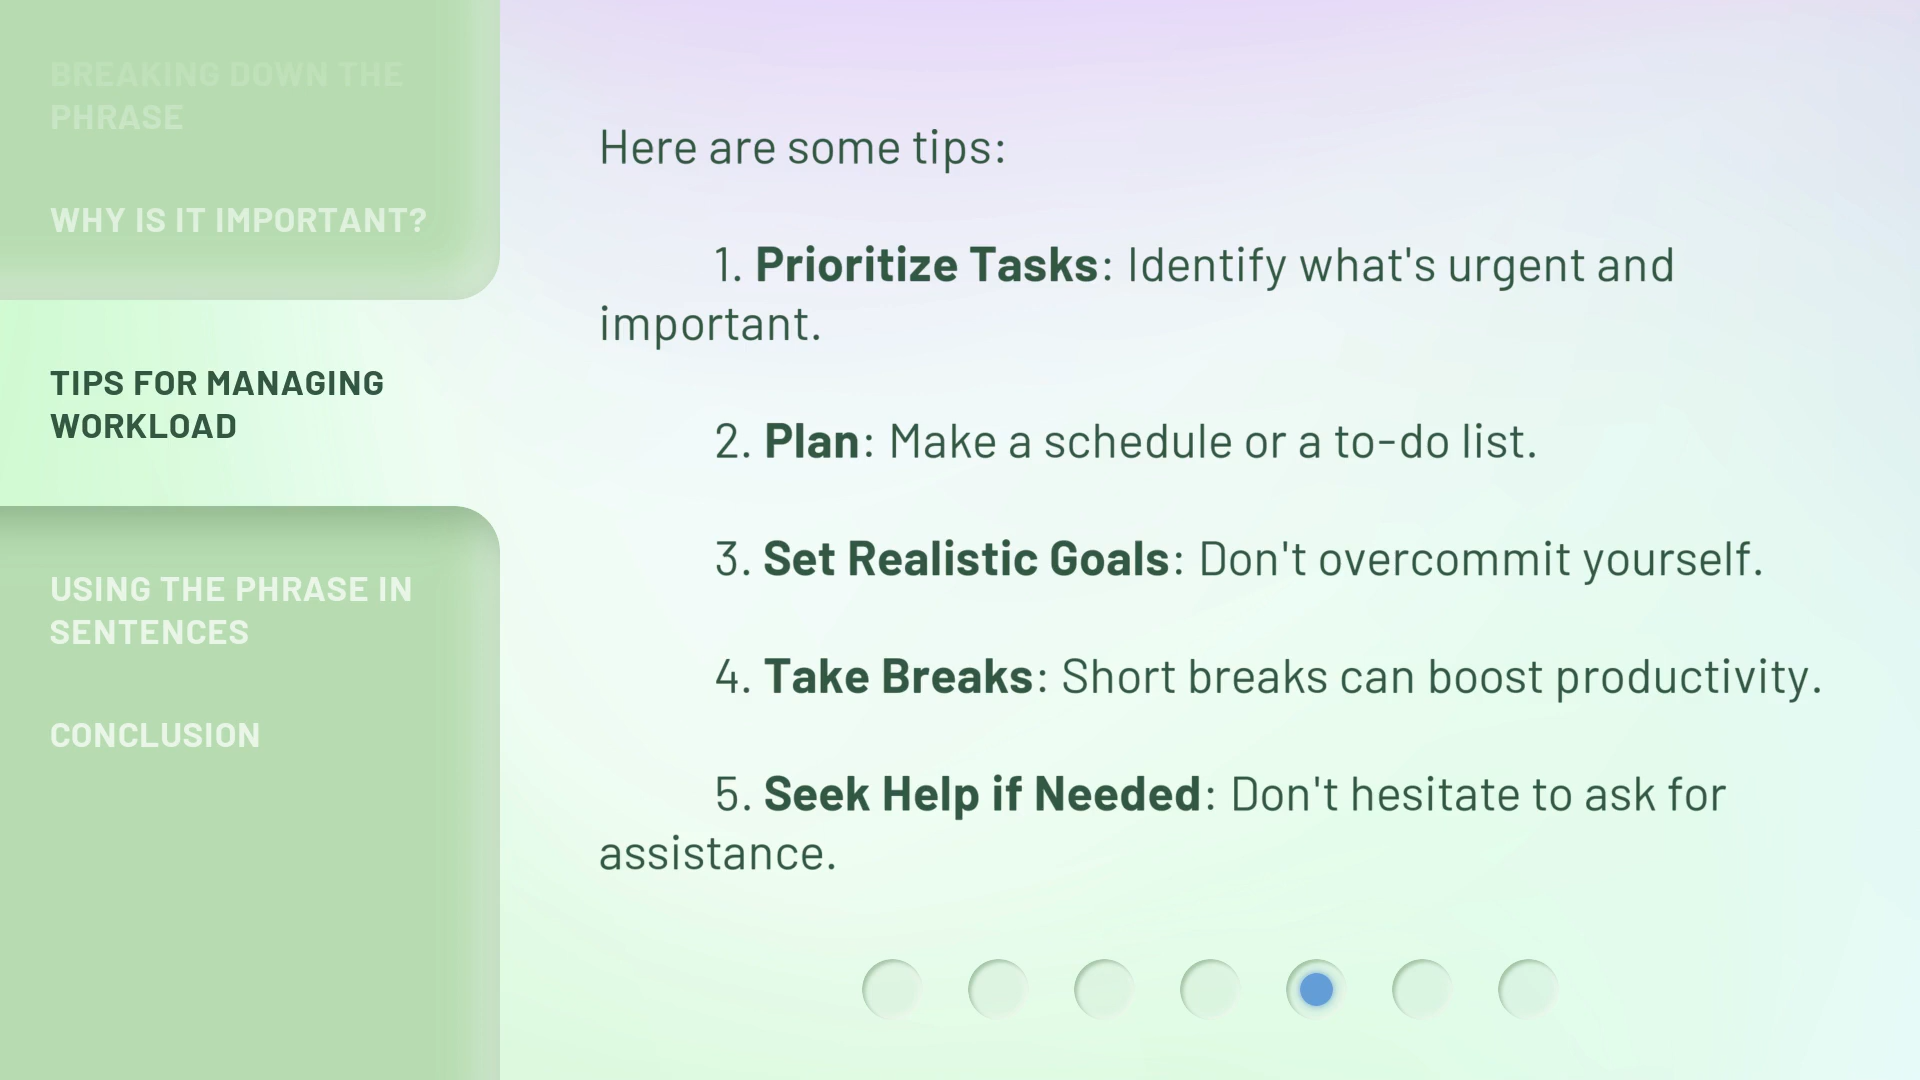 BREAKING DOWN THE
PHRASE
WHY IS IT IMPORTANT?
TIPS FOR MANAGING
WORKLOAD
USING THE PHRASE IN
SENTENCES
CONCLUSION
Here are some tips:
1. Prioritize Tasks: Identify what's urgent and
important.
2. Plan: Make a schedule or a to-do list.
3. Set Realistic Goals: Don't overcommit yourself.
4. Take Breaks: Short breaks can boost productivity.
5. Seek Help if Needed: Don't hesitate to ask for
assistance.